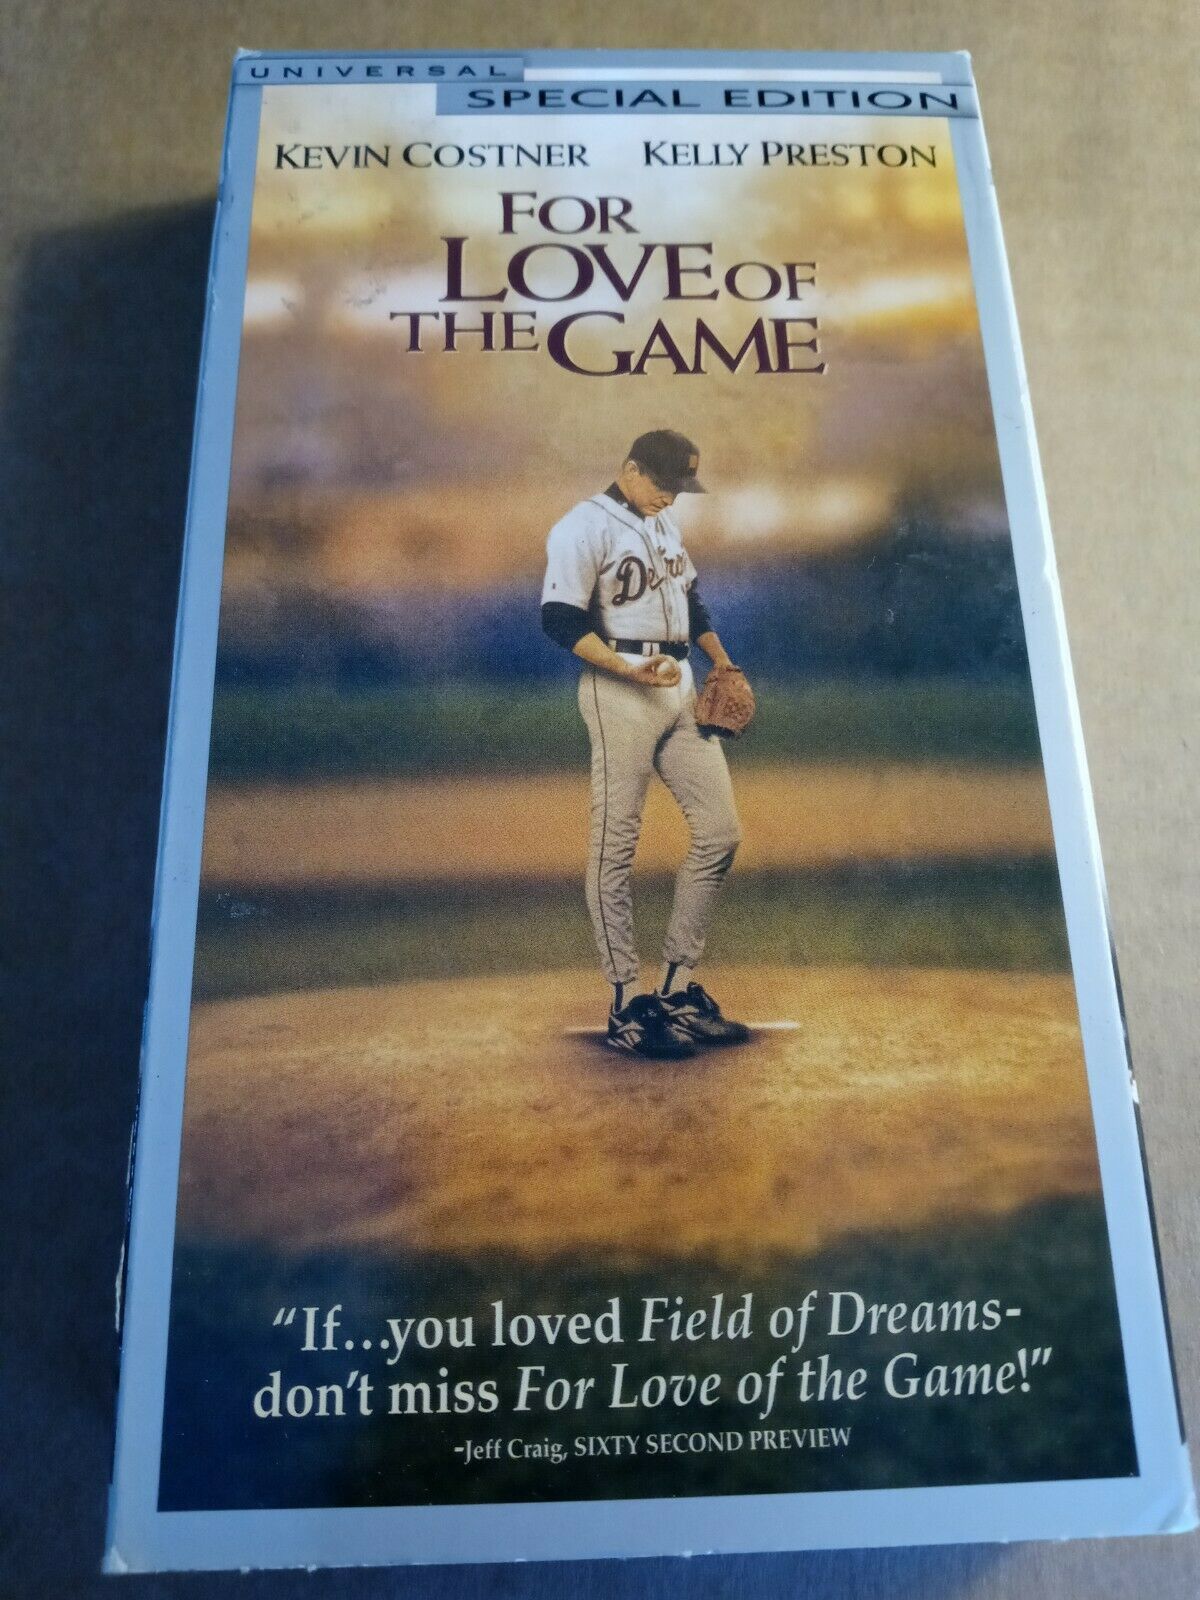 UNIVERSAL
SPECIAL EDITION
KEVIN COSTNER KELLY PRESTON
FOR
LOVE OF
THE GAME
Detro
"If...you loved Field of Dreams-
don't miss For Love of the Game!"
-Jeff Craig, SIXTY SECOND PREVIEW